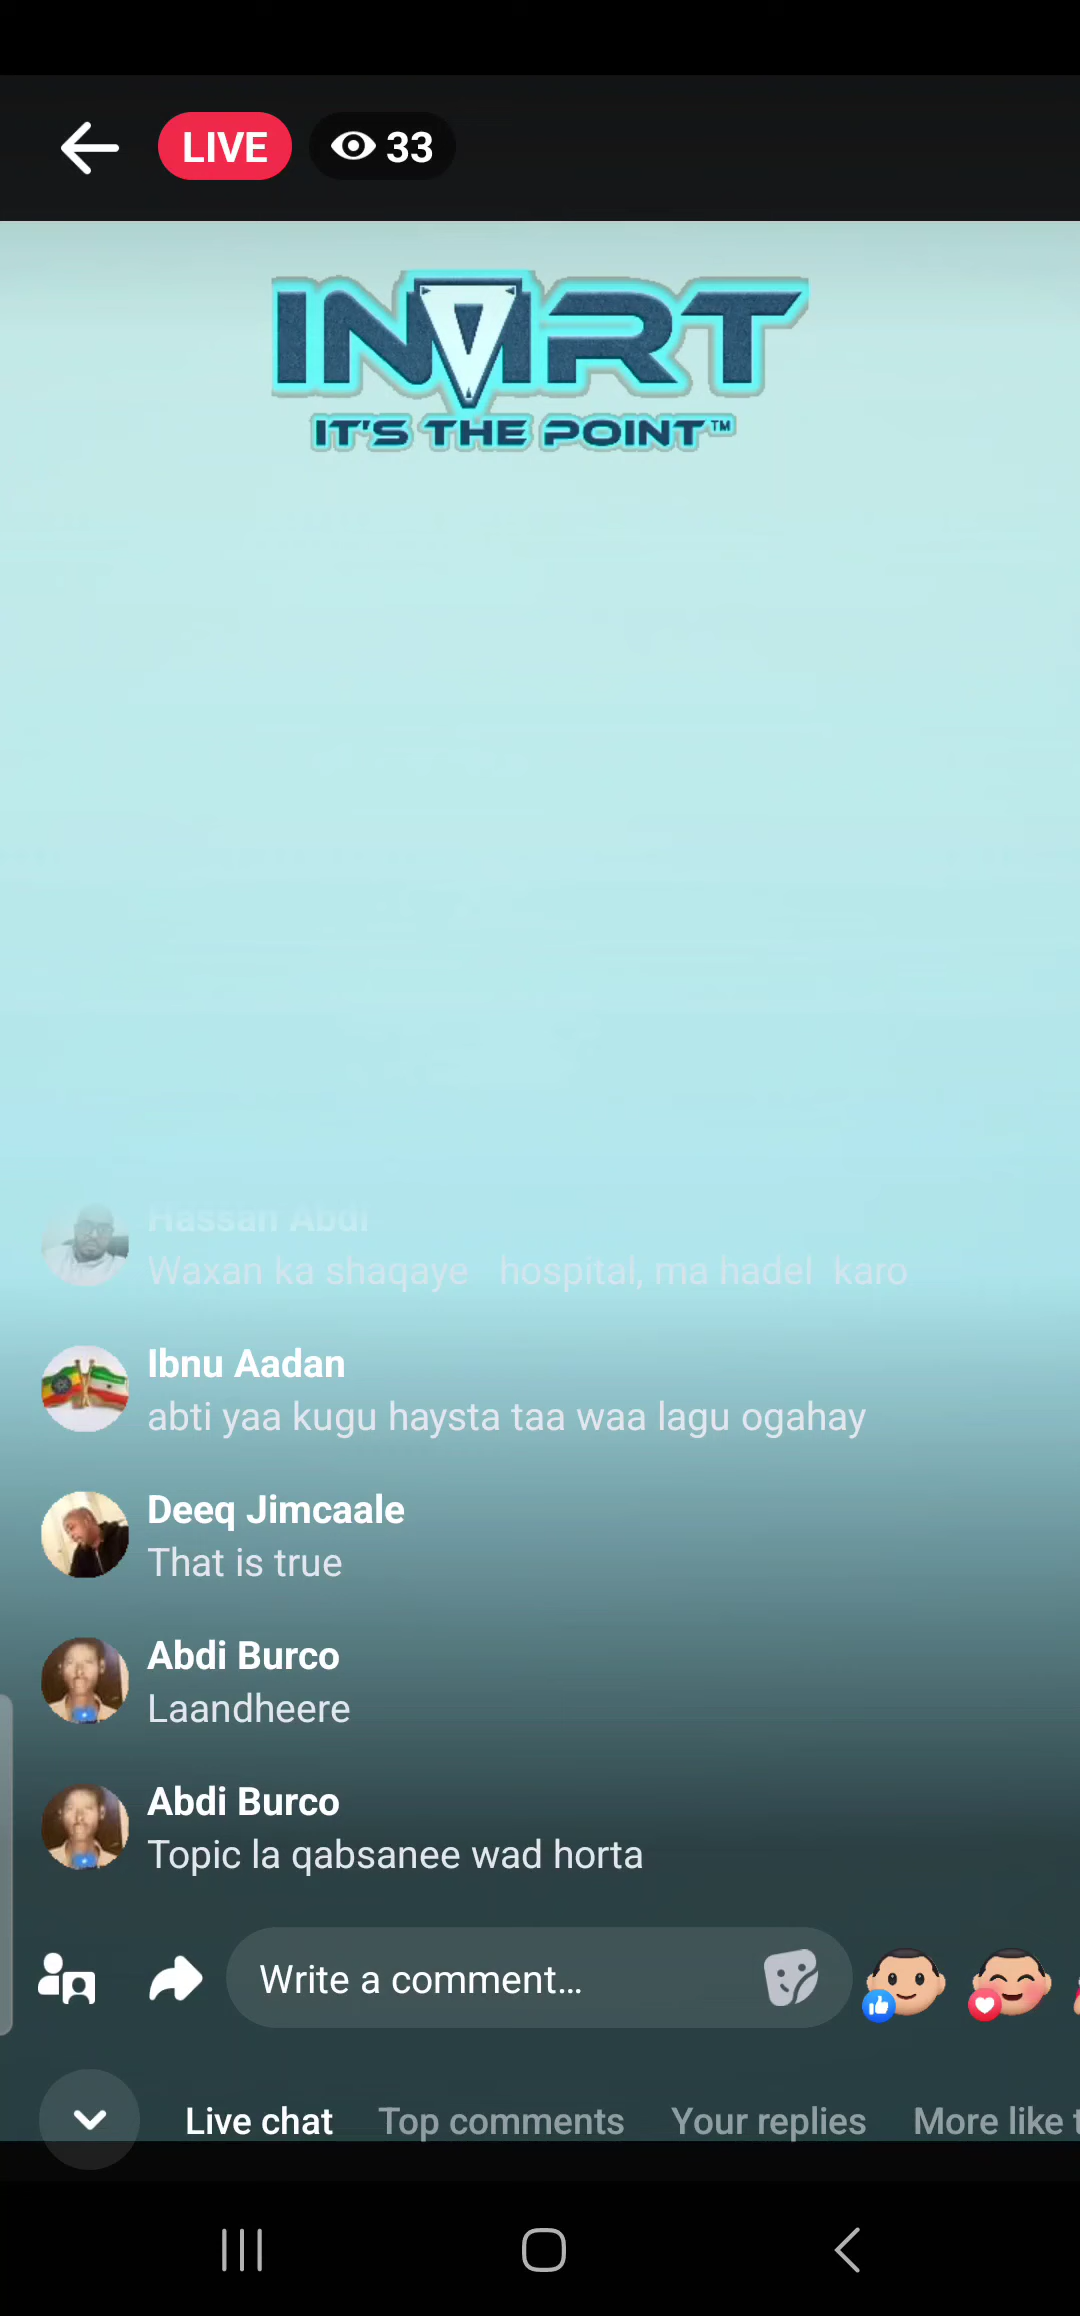 LIVE 33
INVRT
IT'S THE POINT™
Hassan Abdi
Waxan ka shaqaye hospital, ma hadel karo
Ibnu Aadan
abti yaa kugu haysta taa waa lagu ogahay
Deeq Jimcaale
That is true
Abdi Burco
Laandheere
Abdi Burco
Topic la qabsanee wad horta
Write a comment...
Live chat Top comments Your replies More like t